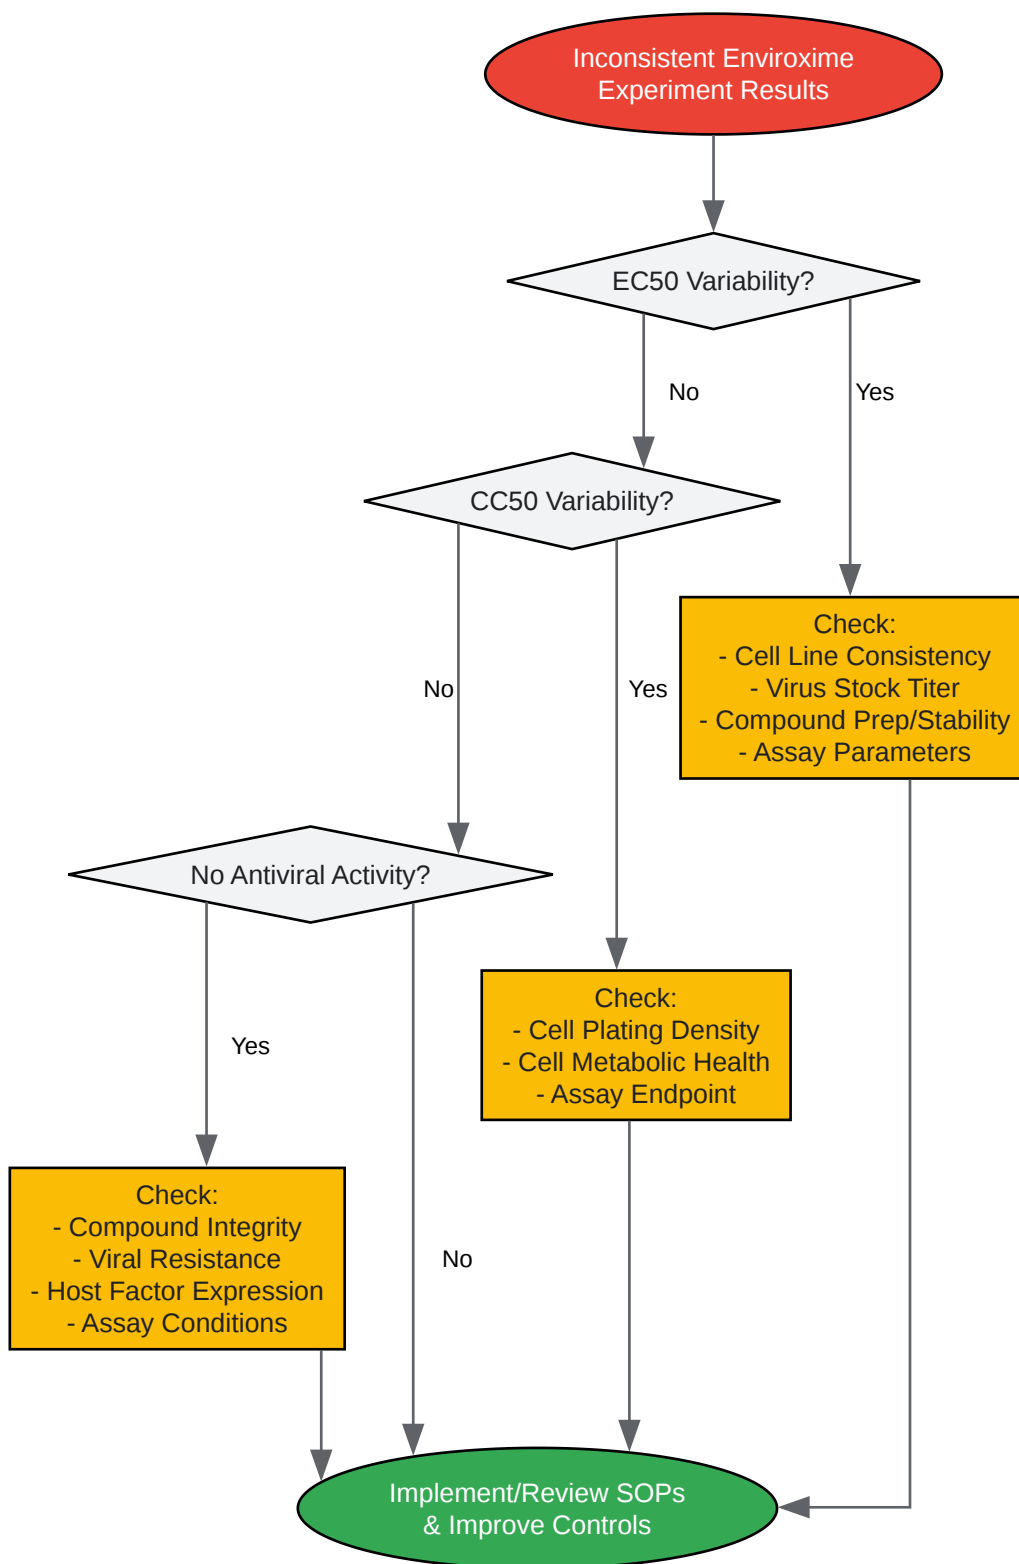 Inconsistent Enviroxime
Experiment Results
EC50 Variability?
No
Yes
CC50 Variability?
Check:
- Cell Line Consistency
- Virus Stock Titer
- Compound Prep/Stability
- Assay Parameters
No
Yes
No Antiviral Activity?
Check:
- Cell Plating Density
- Cell Metabolic Health
- Assay Endpoint
Yes
Check:
- Compound Integrity
- Viral Resistance
- Host Factor Expression
- Assay Conditions
No
Implement/Review SOPs
& Improve Controls